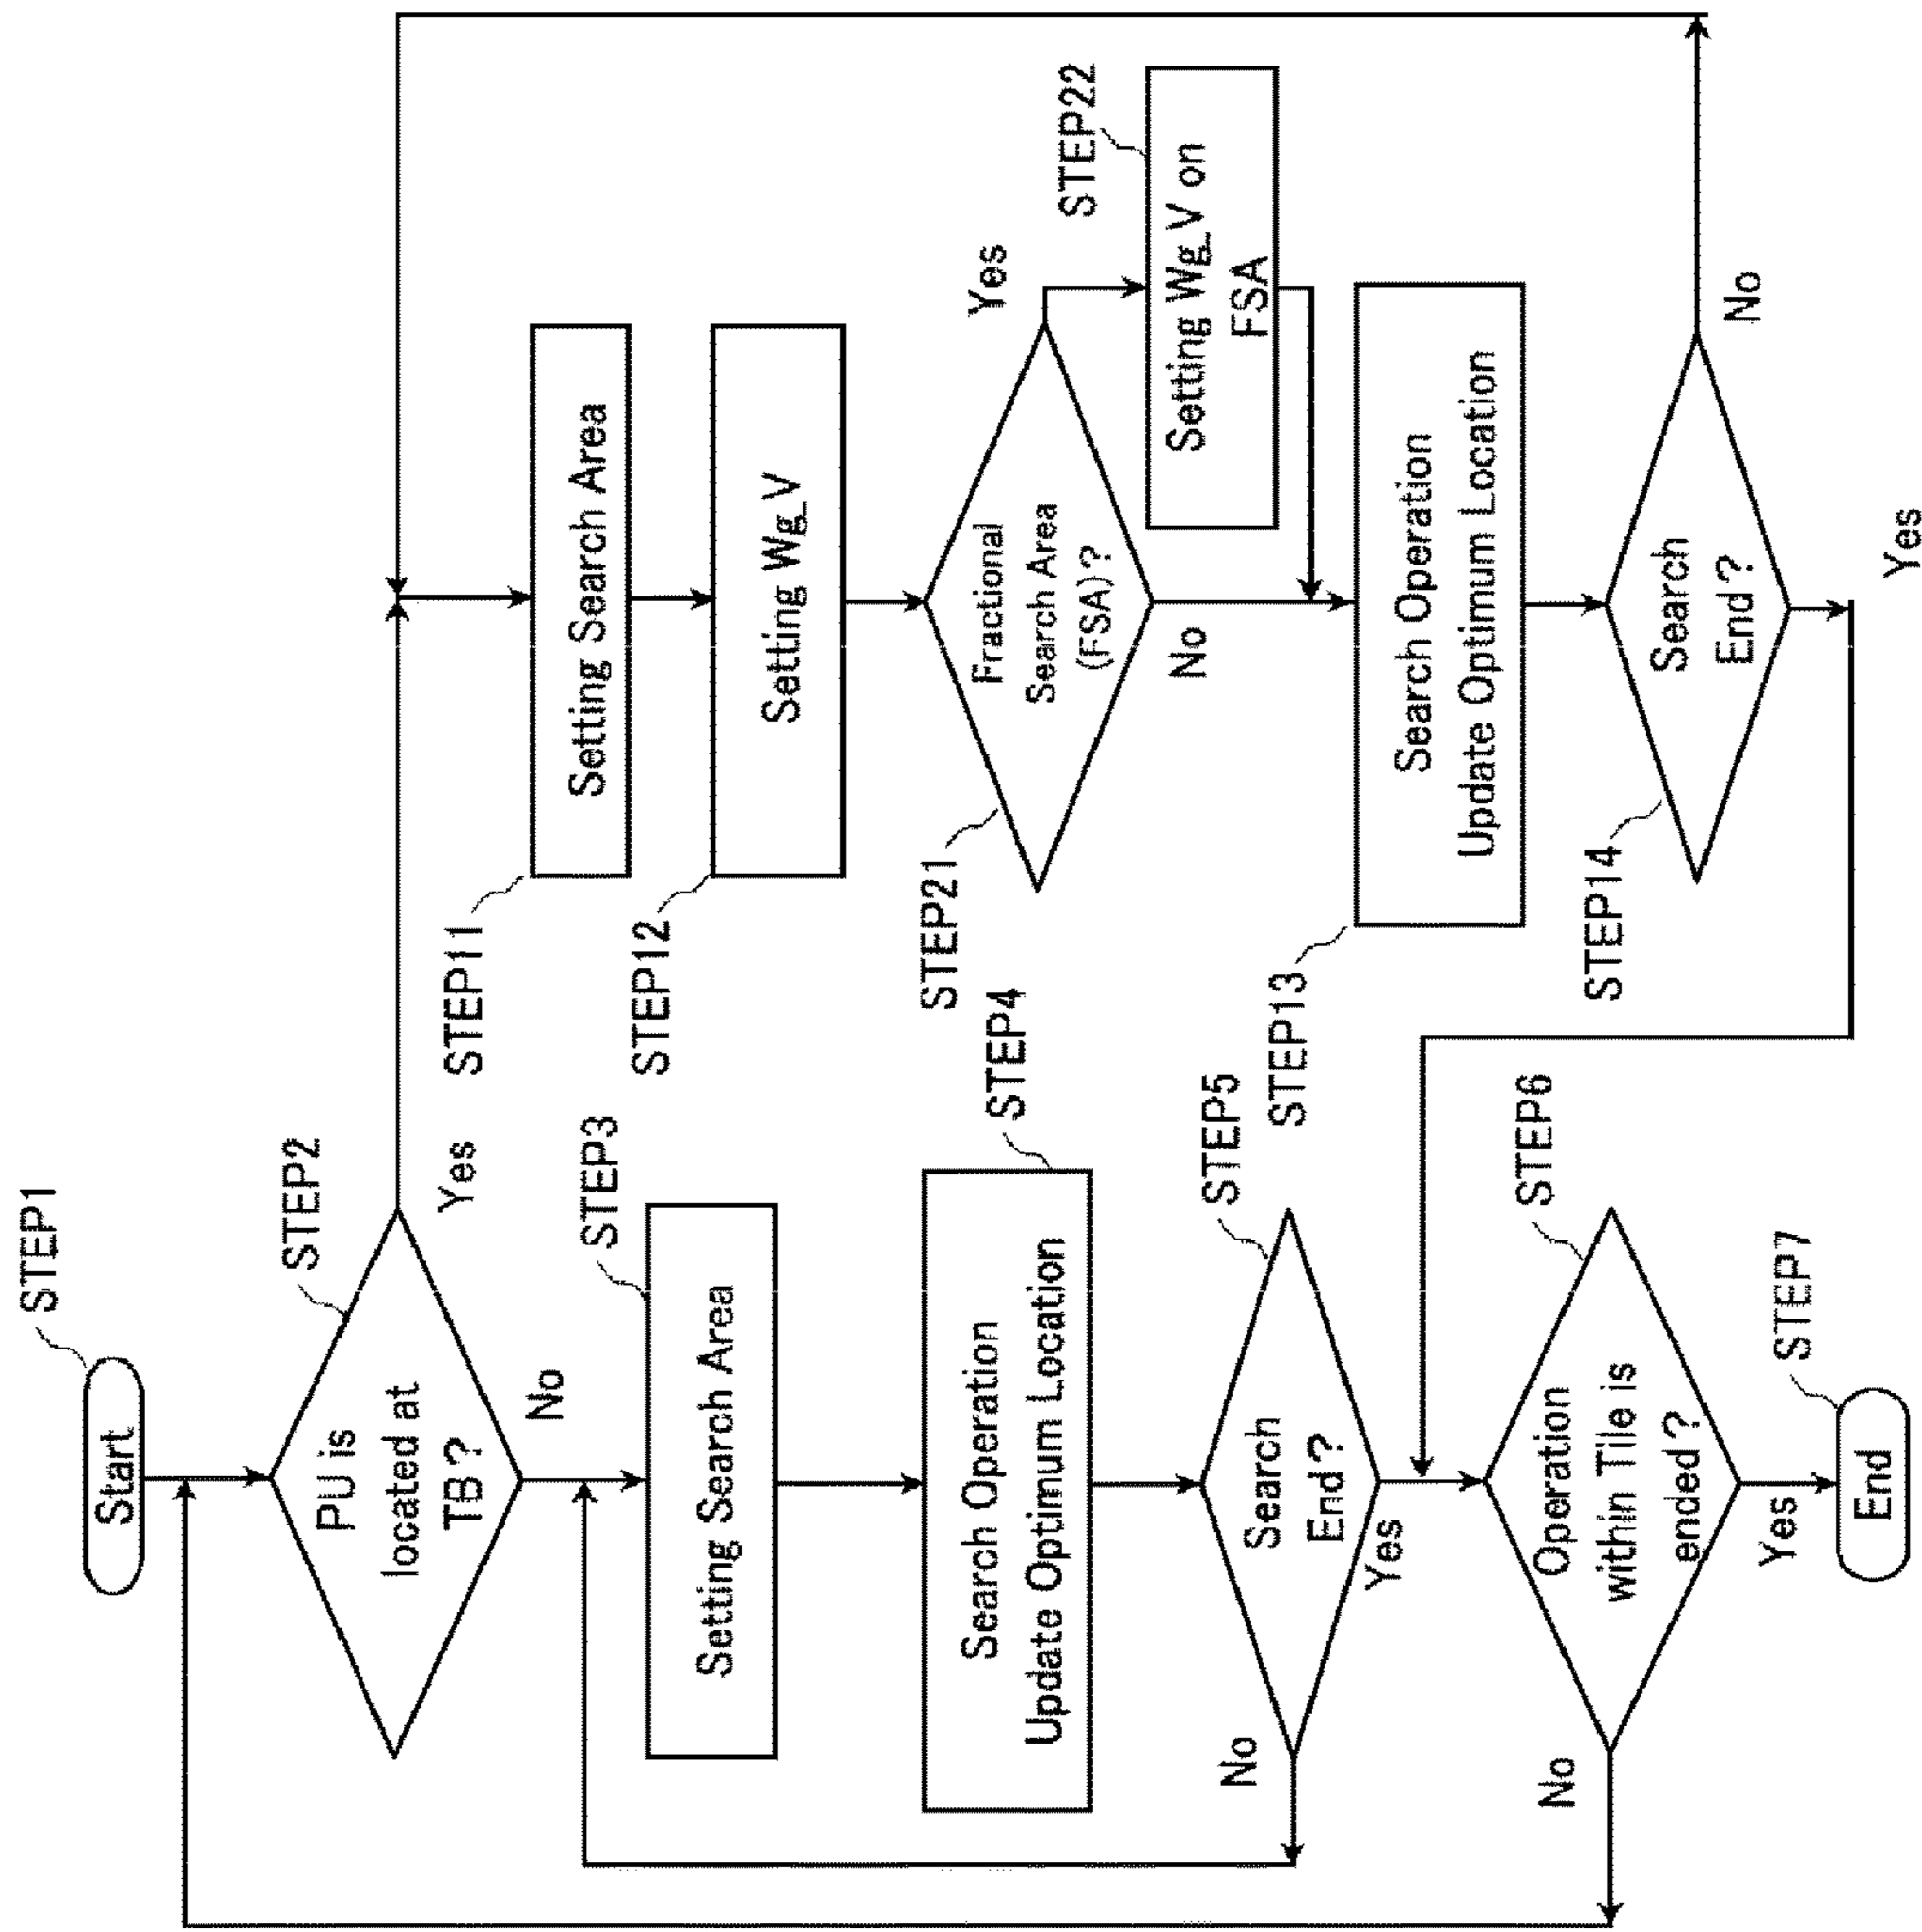 STEP1
Start
STEP2
PU is
located at
TB?
Yes
No
STEP3
Setting Search Area
STEP4
Search Operation
Update Optimum Location
STEP5
Search
End?
No
Yes
STEP6
Operation
within Tile is
ended?
No
Yes
STEP7
End
STEP11
Setting Search Area
STEP12
Setting Wg_V
STEP21
Fractional
Search Area
(FSA)?
Yes
No
STEP22
Setting Wg_V on
FSA
STEP13
Search Operation
Update Optimum Location
STEP14
Search
End?
No
Yes